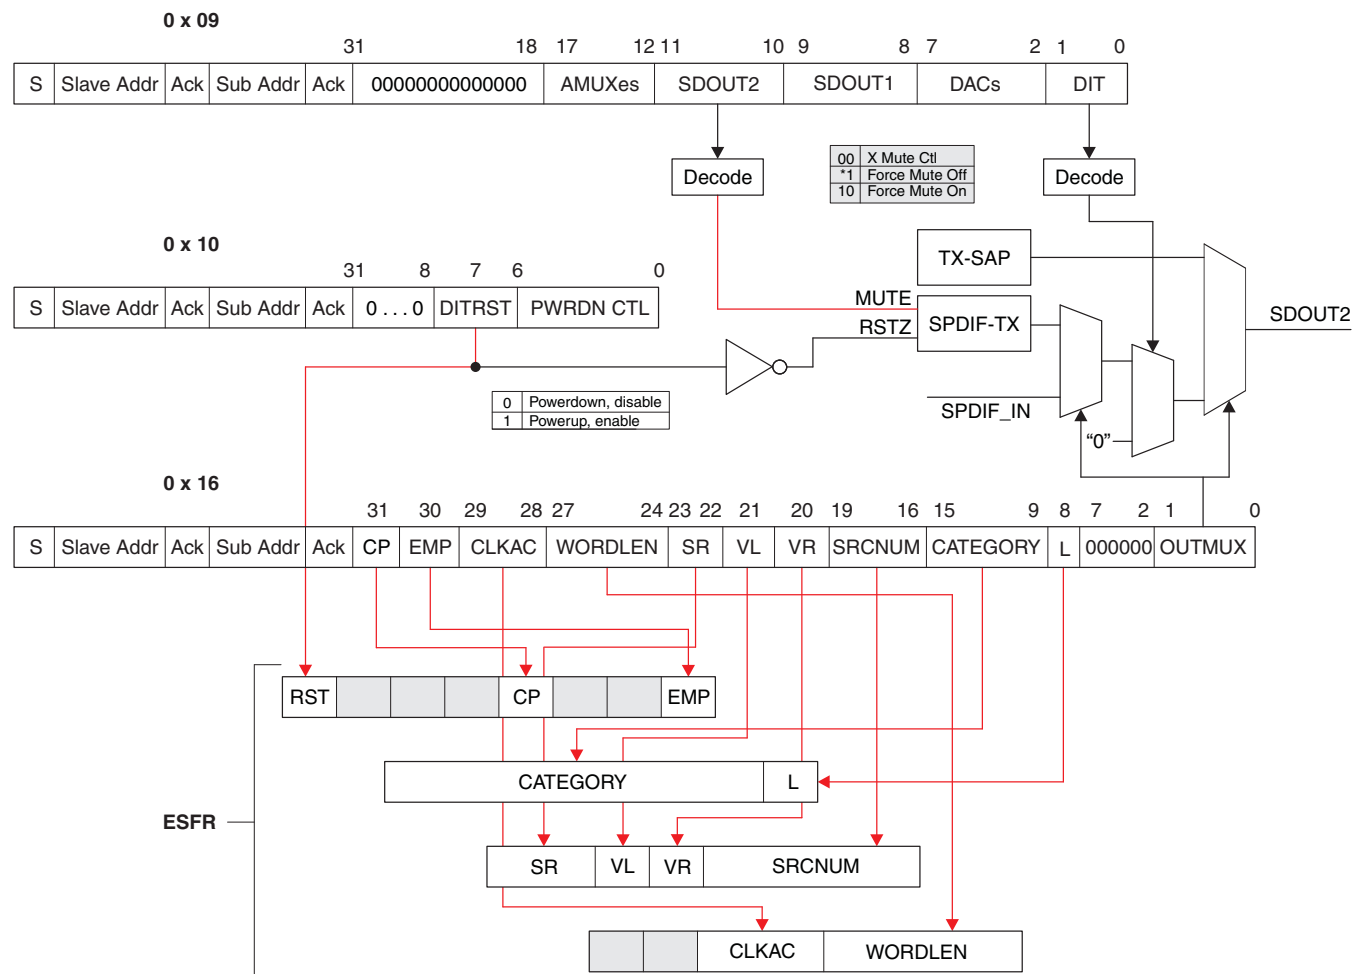 0 x 09
31 18 17 12 11 10 9 8 7 2 1 0
S Slave Addr Ack Sub Addr Ack 00000000000000 AMUXes SDOUT2 SDOUT1 DACs DIT
00 X Mute Ctl
*1 Force Mute Off
10 Force Mute On
Decode Decode
0 x 10
TX-SAP
31 8 7 6 0
S Slave Addr Ack Sub Addr Ack 0 . . . 0 DITRST PWRDN CTL
MUTE
RSTZ
SPDIF-TX
SDOUT2
0 Powerdown, disable
1 Powerup, enable
SPDIF_IN
“0”
0 x 16
31 30 29 28 27 24 23 22 21 20 19 16 15 9 8 7 2 1 0
S Slave Addr Ack Sub Addr Ack CP EMP CLKAC WORDLEN SR VL VR SRCNUM CATEGORY L 000000 OUTMUX
RST CP EMP
CATEGORY L
ESFR
SR VL VR SRCNUM
CLKAC WORDLEN